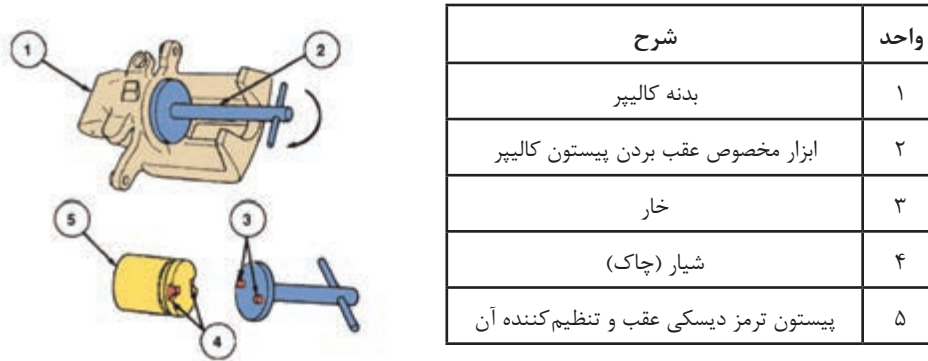 واحد شرح
۱ بدنه کالیپر
۲ ابزار مخصوص عقب بردن پیستون کالیپر
۳ خار
۴ شیار (چاک)
۵ پیستون ترمز دیسکی عقب و تنظیم‌کننده آن
1
2
5
3
4